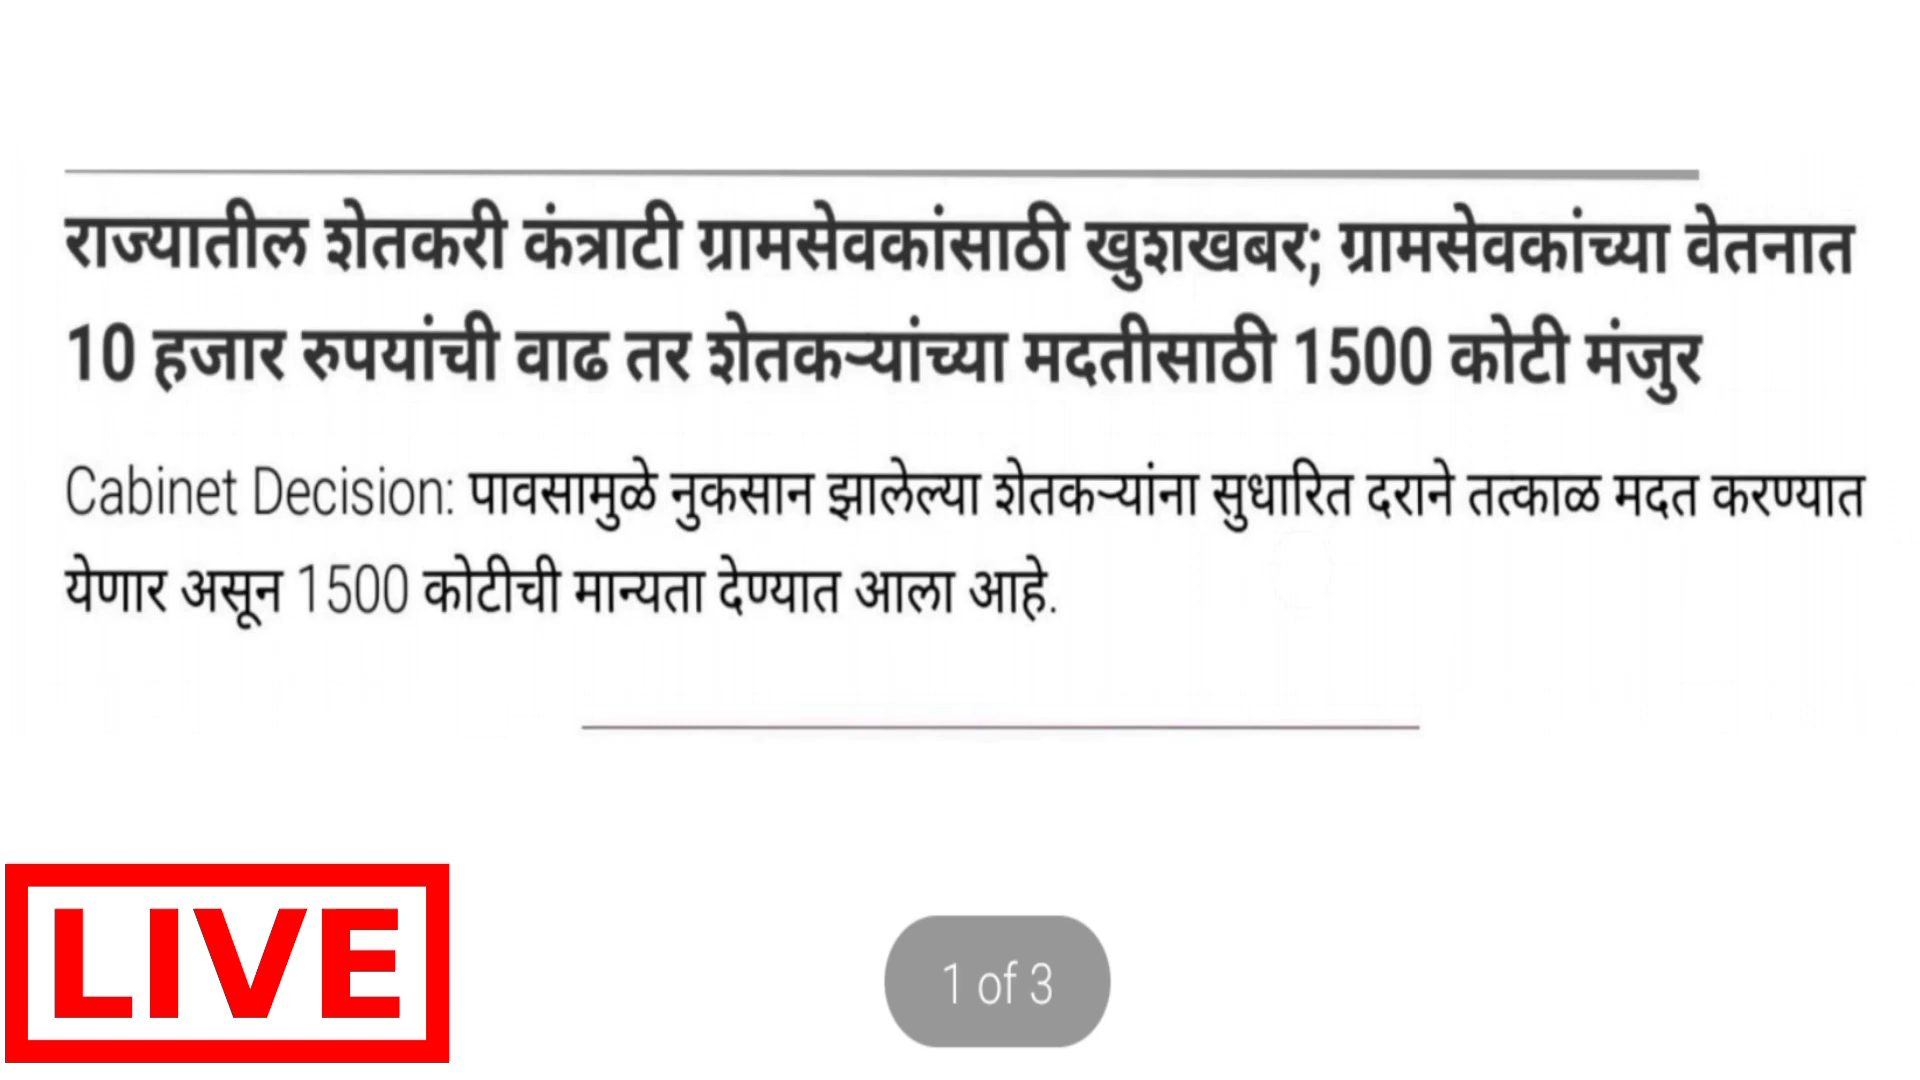 राज्यातील शेतकरी कंत्राटी ग्रामसेवकांसाठी खुशखबर; ग्रामसेवकांच्या वेतनात
10 हजार रुपयांची वाढ तर शेतकऱ्यांच्या मदतीसाठी 1500 कोटी मंजुर
Cabinet Decision: पावसामुळे नुकसान झालेल्या शेतकऱ्यांना सुधारित दराने तत्काळ मदत करण्यात
येणार असून 1500 कोटीची मान्यता देण्यात आला आहे.
LIVE
1 of 3